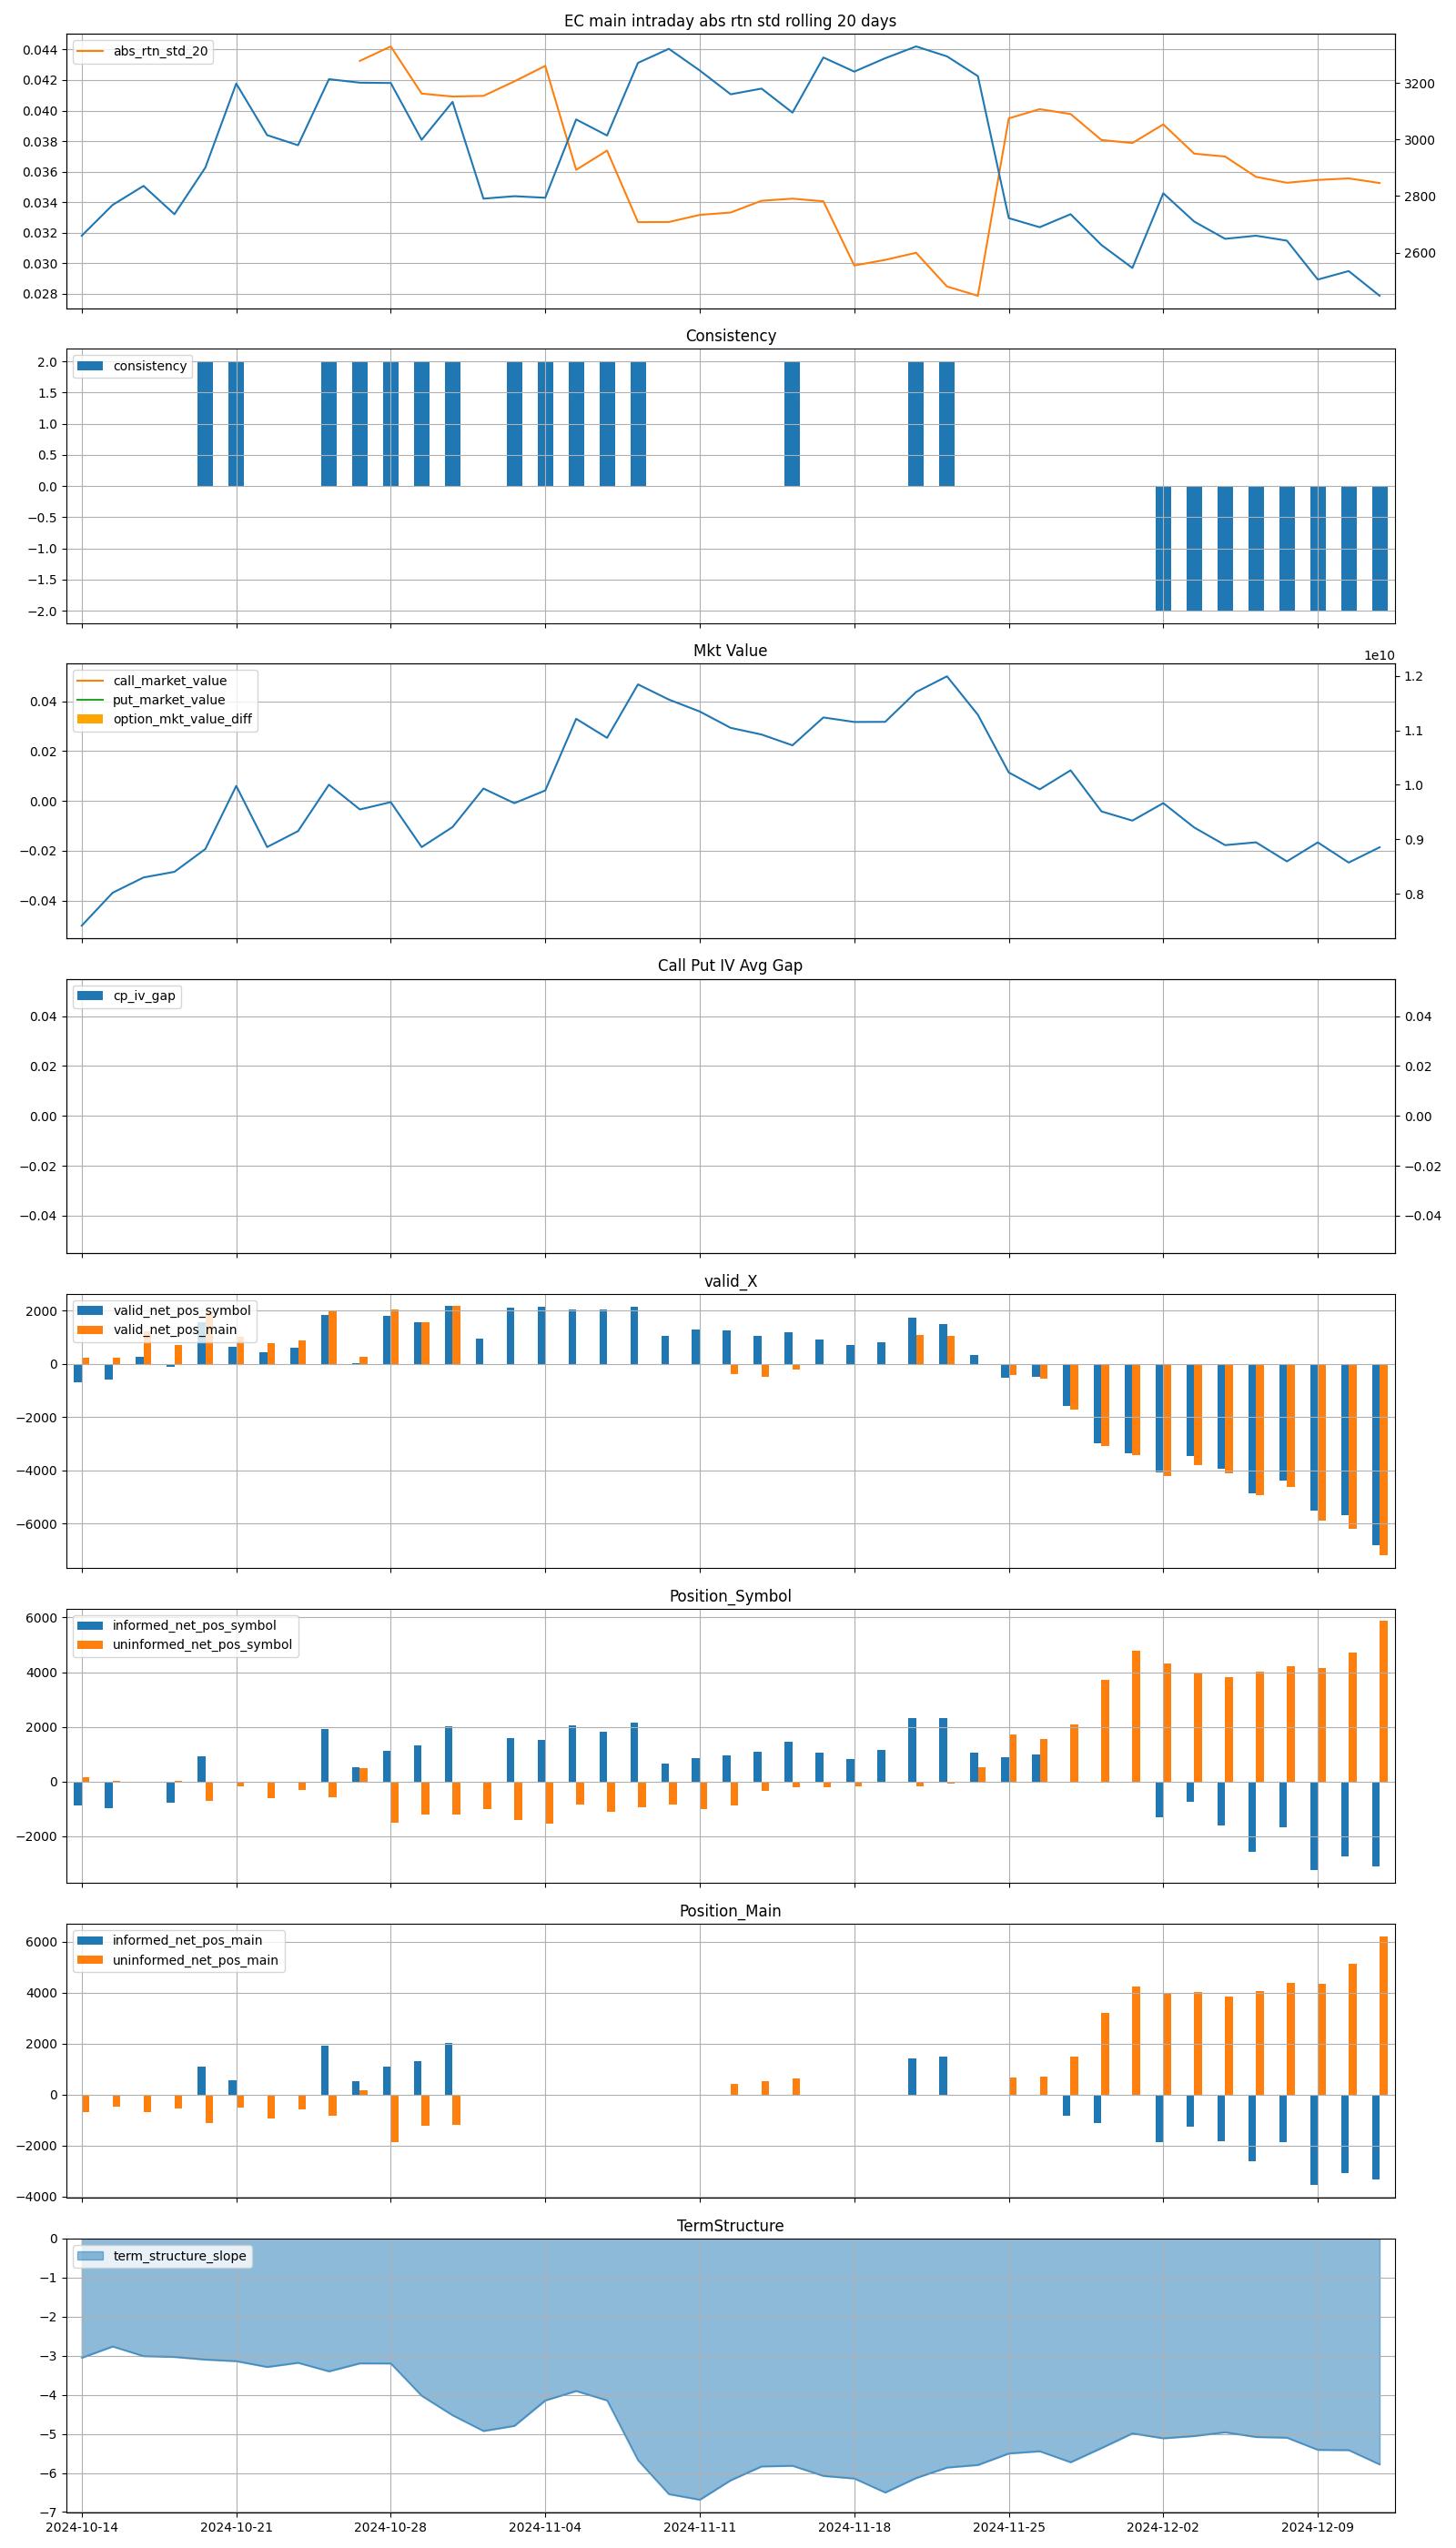 EC main intraday abs rtn std rolling 20 days
abs_rtn_std_20
0.044
0.042
0.040
0.038
0.036
0.034
0.032
0.030
0.028
3200
3000
2800
2600
Consistency
consistency
2.0
1.5
1.0
0.5
0.0
−0.5
−1.0
−1.5
−2.0
Mkt Value
1e10
call_market_value
put_market_value
option_mkt_value_diff
0.04
0.02
0.00
−0.02
−0.04
1.2
1.1
1.0
0.9
0.8
Call Put IV Avg Gap
cp_iv_gap
0.04
0.02
0.00
−0.02
−0.04
0.04
0.02
0.00
−0.02
−0.04
valid_X
valid_net_pos_symbol
valid_net_pos_main
2000
0
−2000
−4000
−6000
Position_Symbol
informed_net_pos_symbol
uninformed_net_pos_symbol
6000
4000
2000
0
−2000
Position_Main
informed_net_pos_main
uninformed_net_pos_main
6000
4000
2000
0
−2000
−4000
TermStructure
term_structure_slope
0
−1
−2
−3
−4
−5
−6
−7
2024-10-14 2024-10-21 2024-10-28 2024-11-04 2024-11-11 2024-11-18 2024-11-25 2024-12-02 2024-12-09